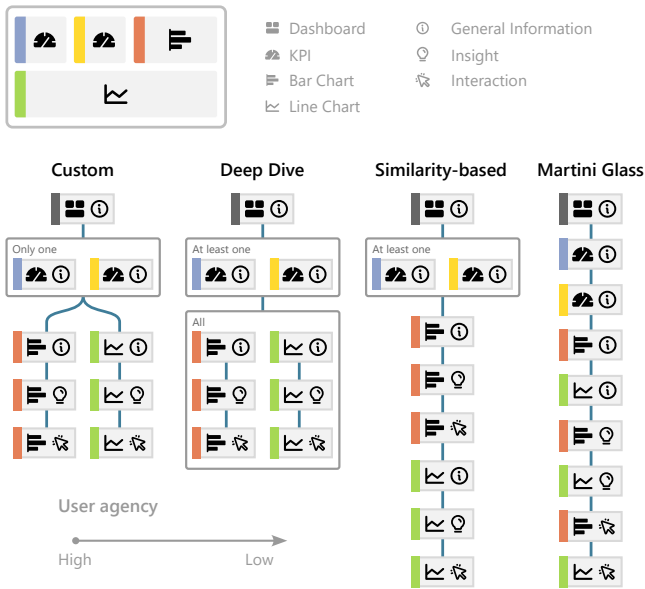 Dashboard
General Information
KPI
Insight
Bar Chart
Interaction
Line Chart
Custom
Deep Dive
Similarity-based
Martini Glass
Only one
At least one
At least one
All
User agency
High
Low